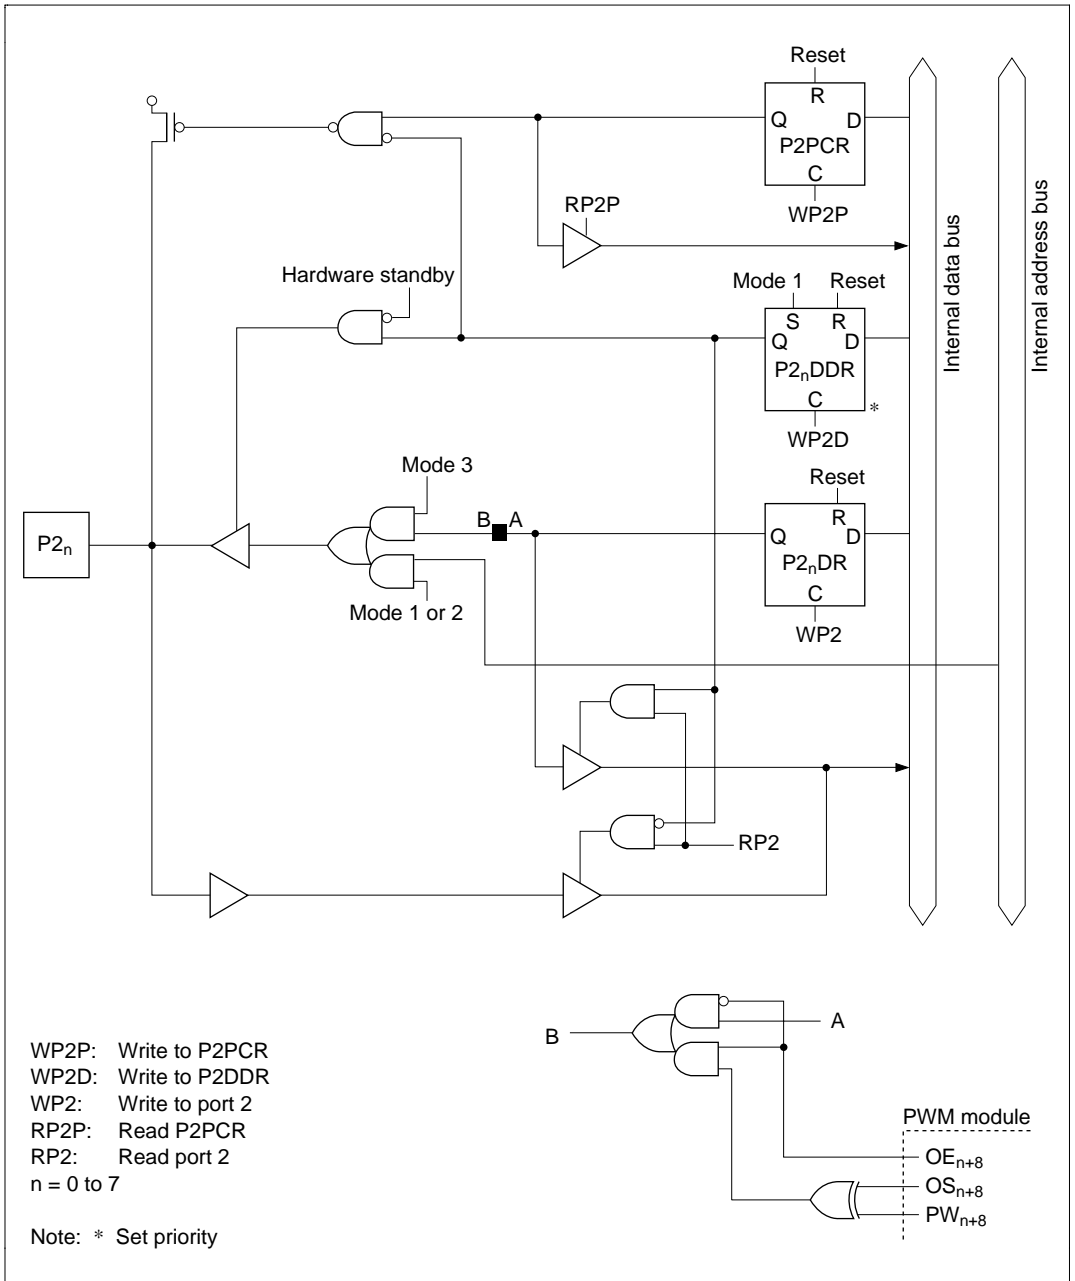 Reset
R
Q D
P2PCR
C
WP2P
RP2P
Hardware standby
Mode 1 Reset
S R
Q D
P2nDDR
C
*
WP2D
Internal data bus
Internal address bus
Mode 3
Reset
B A
R
Q D
P2n
P2nDR
C
Mode 1 or 2
WP2
RP2
B
A
WP2P: Write to P2PCR
WP2D: Write to P2DDR
WP2: Write to port 2
RP2P: Read P2PCR
RP2: Read port 2
n = 0 to 7
PWM module
OEn+8
OSn+8
PWn+8
Note: * Set priority